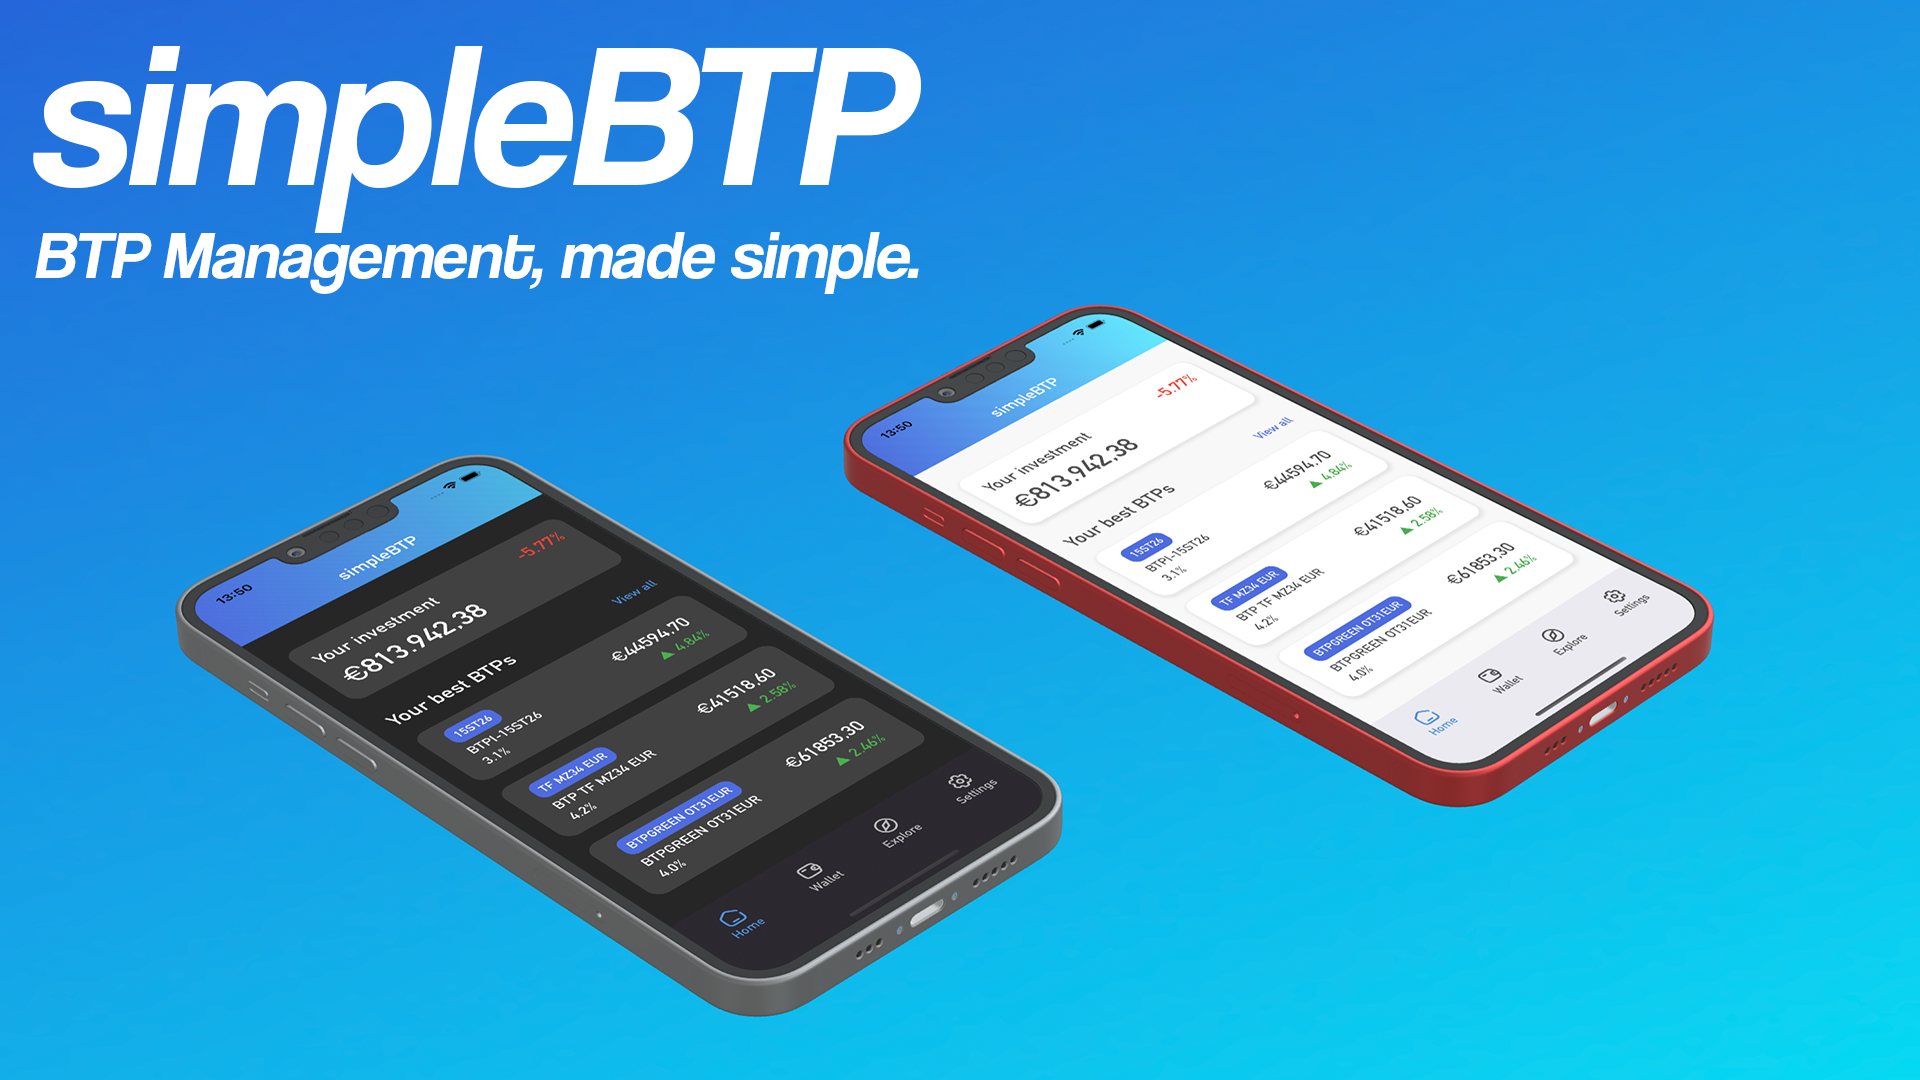 simpleBTP
BTP Management, made simple.
13:50
simpleBTP
Your investment
-5.77%
€813.942,38
Your best BTPs
View all
15ST26
€44594,70
BTPI-15ST26
▲ 4.84%
3.1%
TF MZ34 EUR
€41518,60
BTP TF MZ34 EUR
▲ 2.58%
4.2%
BTPGREEN OT31EUR
€61853,30
BTPGREEN OT31EUR
▲ 2.46%
4.0%
Home
Wallet
Explore
Settings
13:50
simpleBTP
Your investment
-5.77%
€813.942,38
Your best BTPs
View all
15ST26
€44594,70
BTPI-15ST26
▲ 4.84%
3.1%
TF MZ34 EUR
€41518,60
BTP TF MZ34 EUR
▲ 2.58%
4.2%
BTPGREEN OT31EUR
€61853,30
BTPGREEN OT31EUR
▲ 2.46%
4.0%
Home
Wallet
Explore
Settings